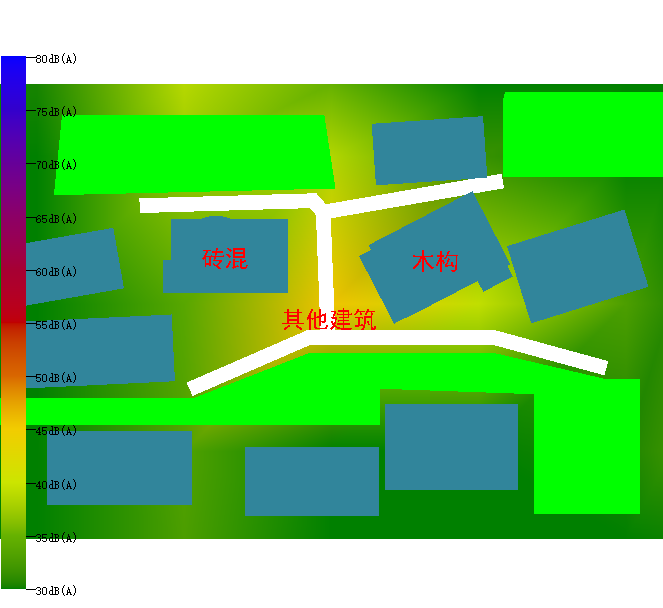 80dB(A)
75dB(A)
70dB(A)
65dB(A)
60dB(A)
55dB(A)
50dB(A)
45dB(A)
40dB(A)
35dB(A)
30dB(A)
砖混
木构
其他建筑